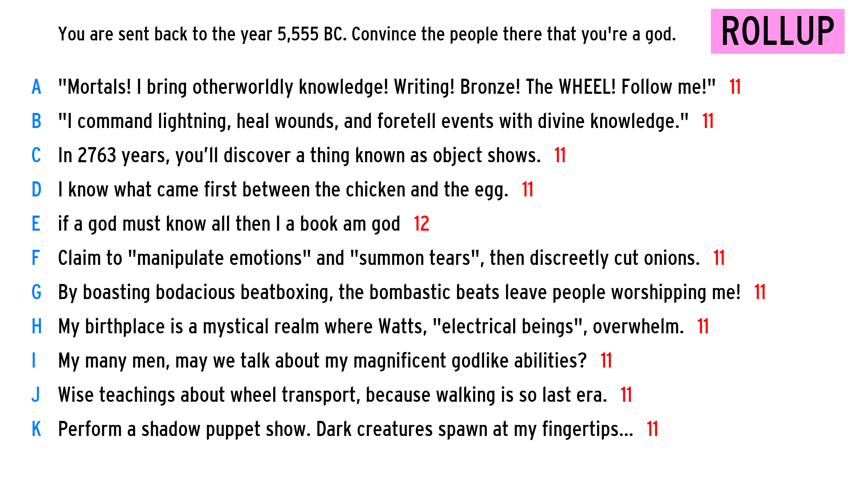 You are sent back to the year 5,555 BC. Convince the people there that you're a god.
ROLLUP
A "Mortals! I bring otherworldly knowledge! Writing! Bronze! The WHEEL! Follow me!" 11
B "I command lightning, heal wounds, and foretell events with divine knowledge." 11
C In 2763 years, you’ll discover a thing known as object shows. 11
D I know what came first between the chicken and the egg. 11
E if a god must know all then I a book am god 12
F Claim to "manipulate emotions" and "summon tears", then discreetly cut onions. 11
G By boasting bodacious beatboxing, the bombastic beats leave people worshipping me! 11
H My birthplace is a mystical realm where Watts, "electrical beings", overwhelm. 11
I My many men, may we talk about my magnificent godlike abilities? 11
J Wise teachings about wheel transport, because walking is so last era. 11
K Perform a shadow puppet show. Dark creatures spawn at my fingertips... 11